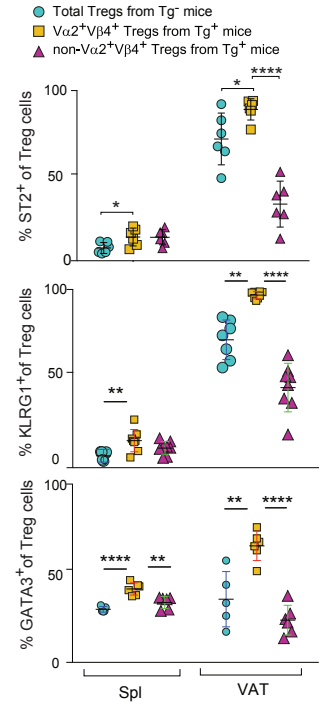 Total Tregs from Tg⁻ mice
Vα2⁺Vβ4⁺ Tregs from Tg⁺ mice
non-Vα2⁺Vβ4⁺ Tregs from Tg⁺ mice
% ST2⁺ of Treg cells
100
50
0
*
*
****
% KLRG1⁺of Treg cells
100
50
0
**
**
****
% GATA3⁺of Treg cells
100
50
0
****
**
**
****
Spl
VAT